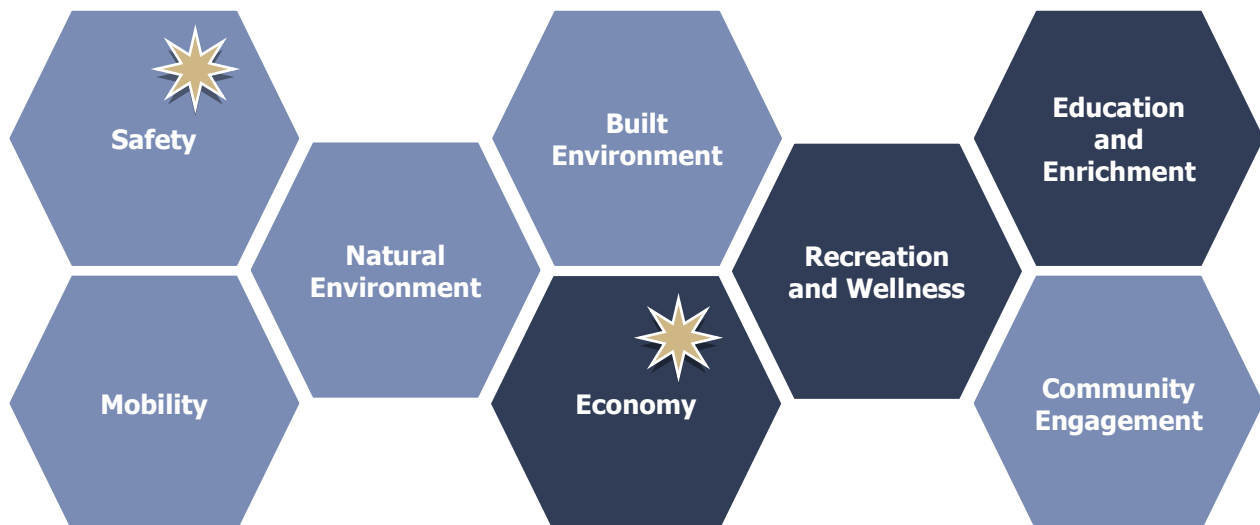 Safety
Built
Environment
Education
and
Enrichment
Natural
Environment
Recreation
and Wellness
Mobility
Economy
Community
Engagement